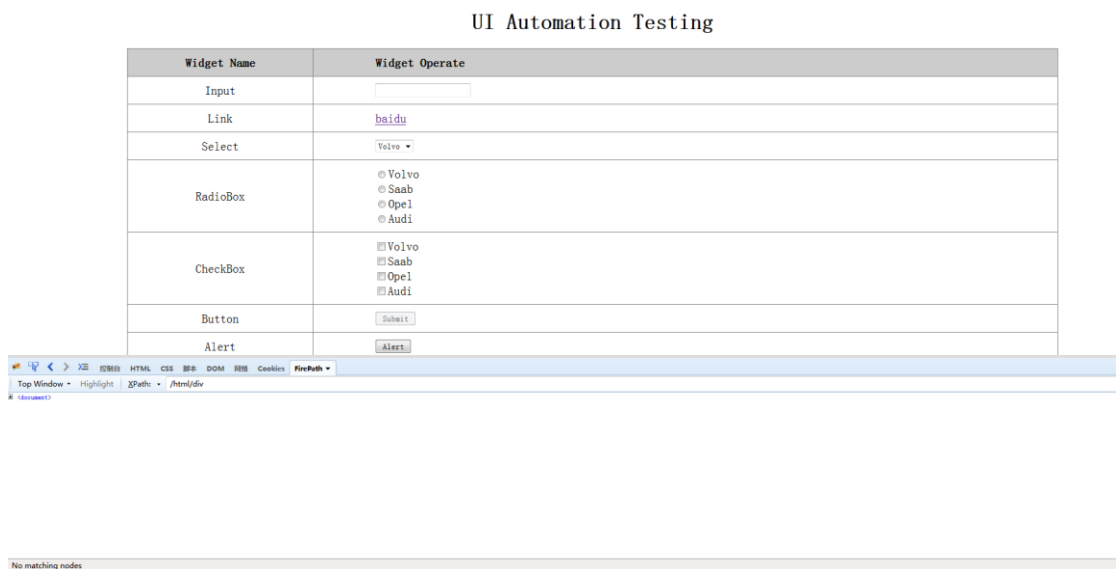 UI Automation Testing
Widget Name Widget Operate
Input
Link baidu
Select Volvo
RadioBox
Volvo
Saab
Opel
Audi
CheckBox
Volvo
Saab
Opel
Audi
Button Submit
Alert Alert
控制台 HTML CSS 脚本 DOM 网络 Cookies FirePath
Top Window Highlight XPath: /html/div
<document>
No matching nodes